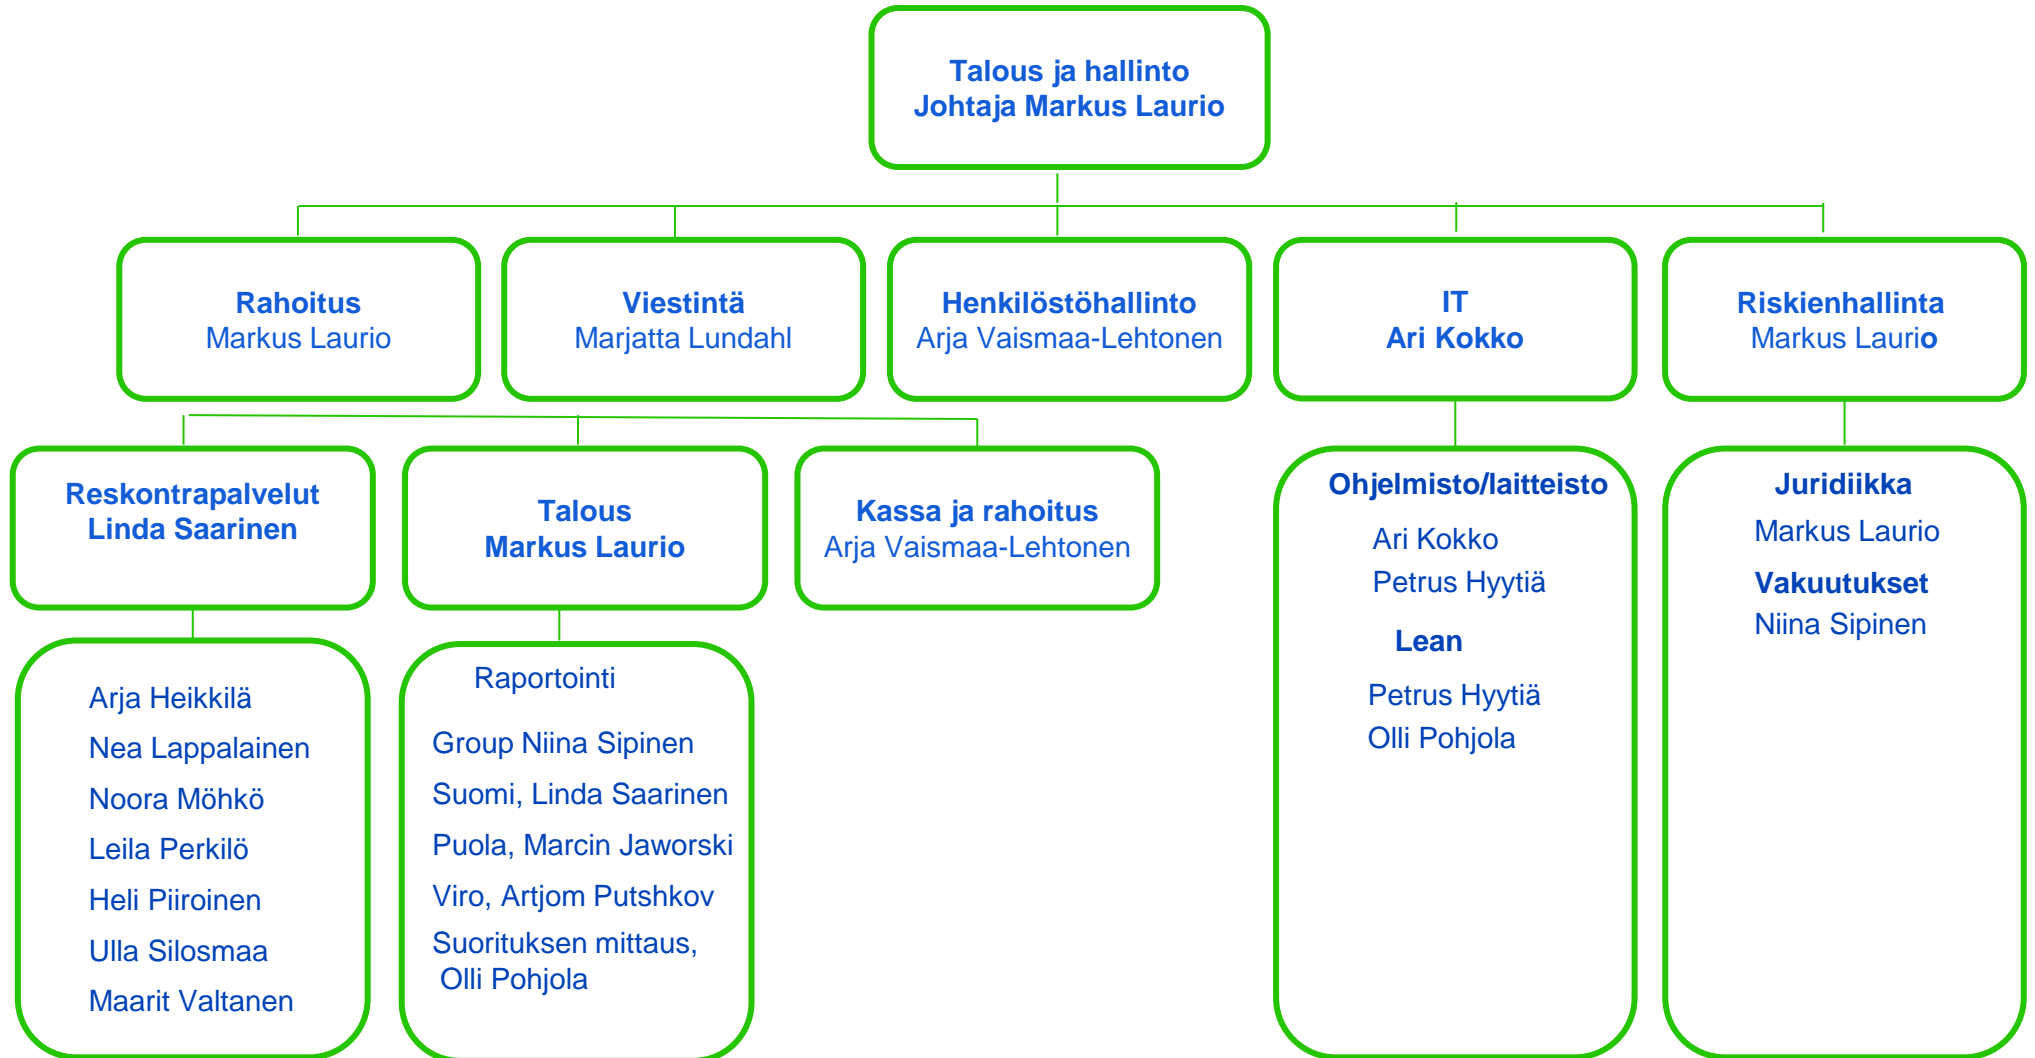 Talous ja hallinto
Johtaja Markus Laurio
Rahoitus
Markus Laurio
Viestintä
Marjatta Lundahl
Henkilöstöhallinto
Arja Vaismaa-Lehtonen
IT
Ari Kokko
Riskienhallinta
Markus Laurio
Reskontrapalvelut
Linda Saarinen
Talous
Markus Laurio
Kassa ja rahoitus
Arja Vaismaa-Lehtonen
Arja Heikkilä
Nea Lappalainen
Noora Möhkö
Leila Perkilö
Heli Piiroinen
Ulla Silosmaa
Maarit Valtanen
Raportointi
Group Niina Sipinen
Suomi, Linda Saarinen
Puola, Marcin Jaworski
Viro, Artjom Putshkov
Suorituksen mittaus,
Olli Pohjola
Ohjelmisto/laitteisto
Ari Kokko
Petrus Hyytiä
Lean
Petrus Hyytiä
Olli Pohjola
Juridiikka
Markus Laurio
Vakuutukset
Niina Sipinen